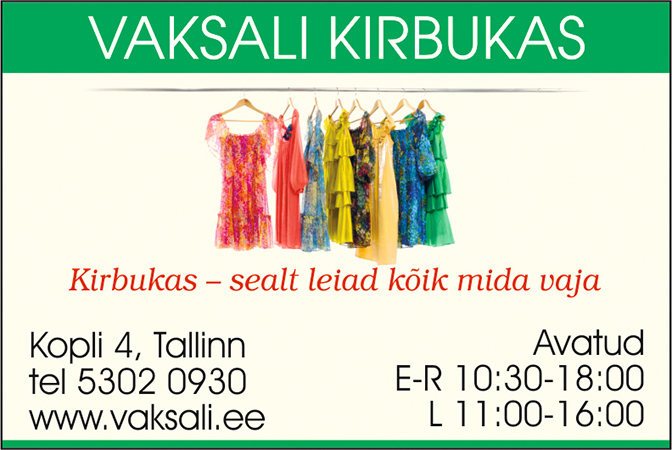 VAKSALI KIRBUKAS
Kirbukas – sealt leiad kõik mida vaja
Kopli 4, Tallinn
tel 5302 0930
www.vaksali.ee
Avatud
E-R 10:30-18:00
L 11:00-16:00